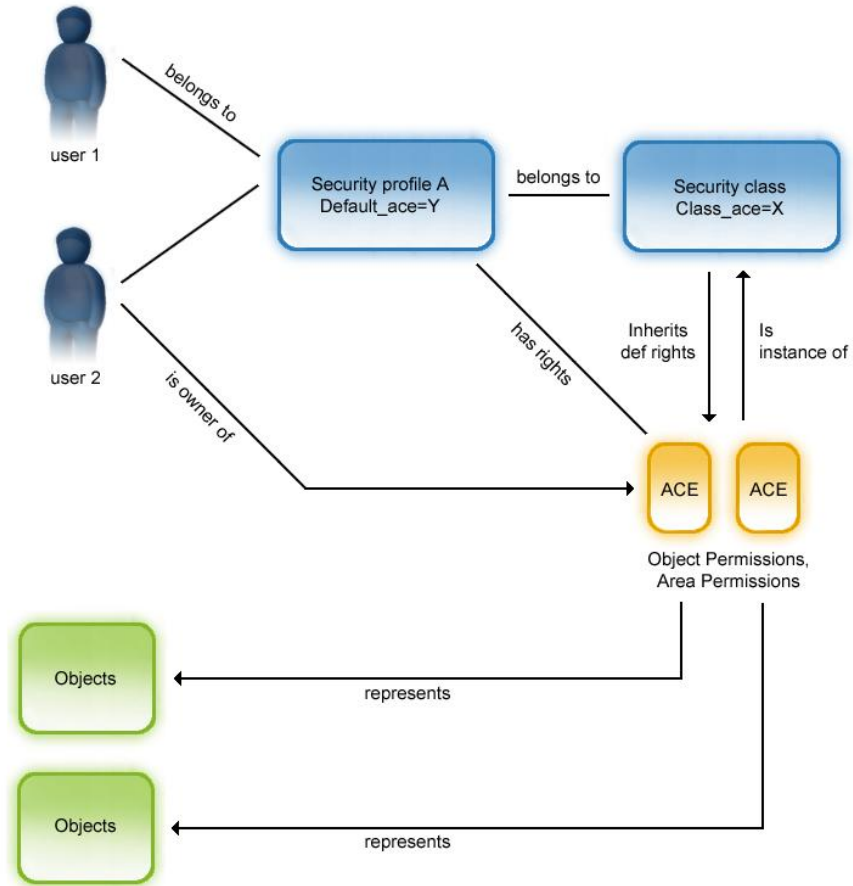 belongs to
user 1
Security profile A
Default_ace=Y
belongs to
Security class
Class_ace=X
user 2
is owner of
has rights
Inherits
def rights
Is
instance of
ACE
ACE
Object Permissions,
Area Permissions
Objects
represents
Objects
represents